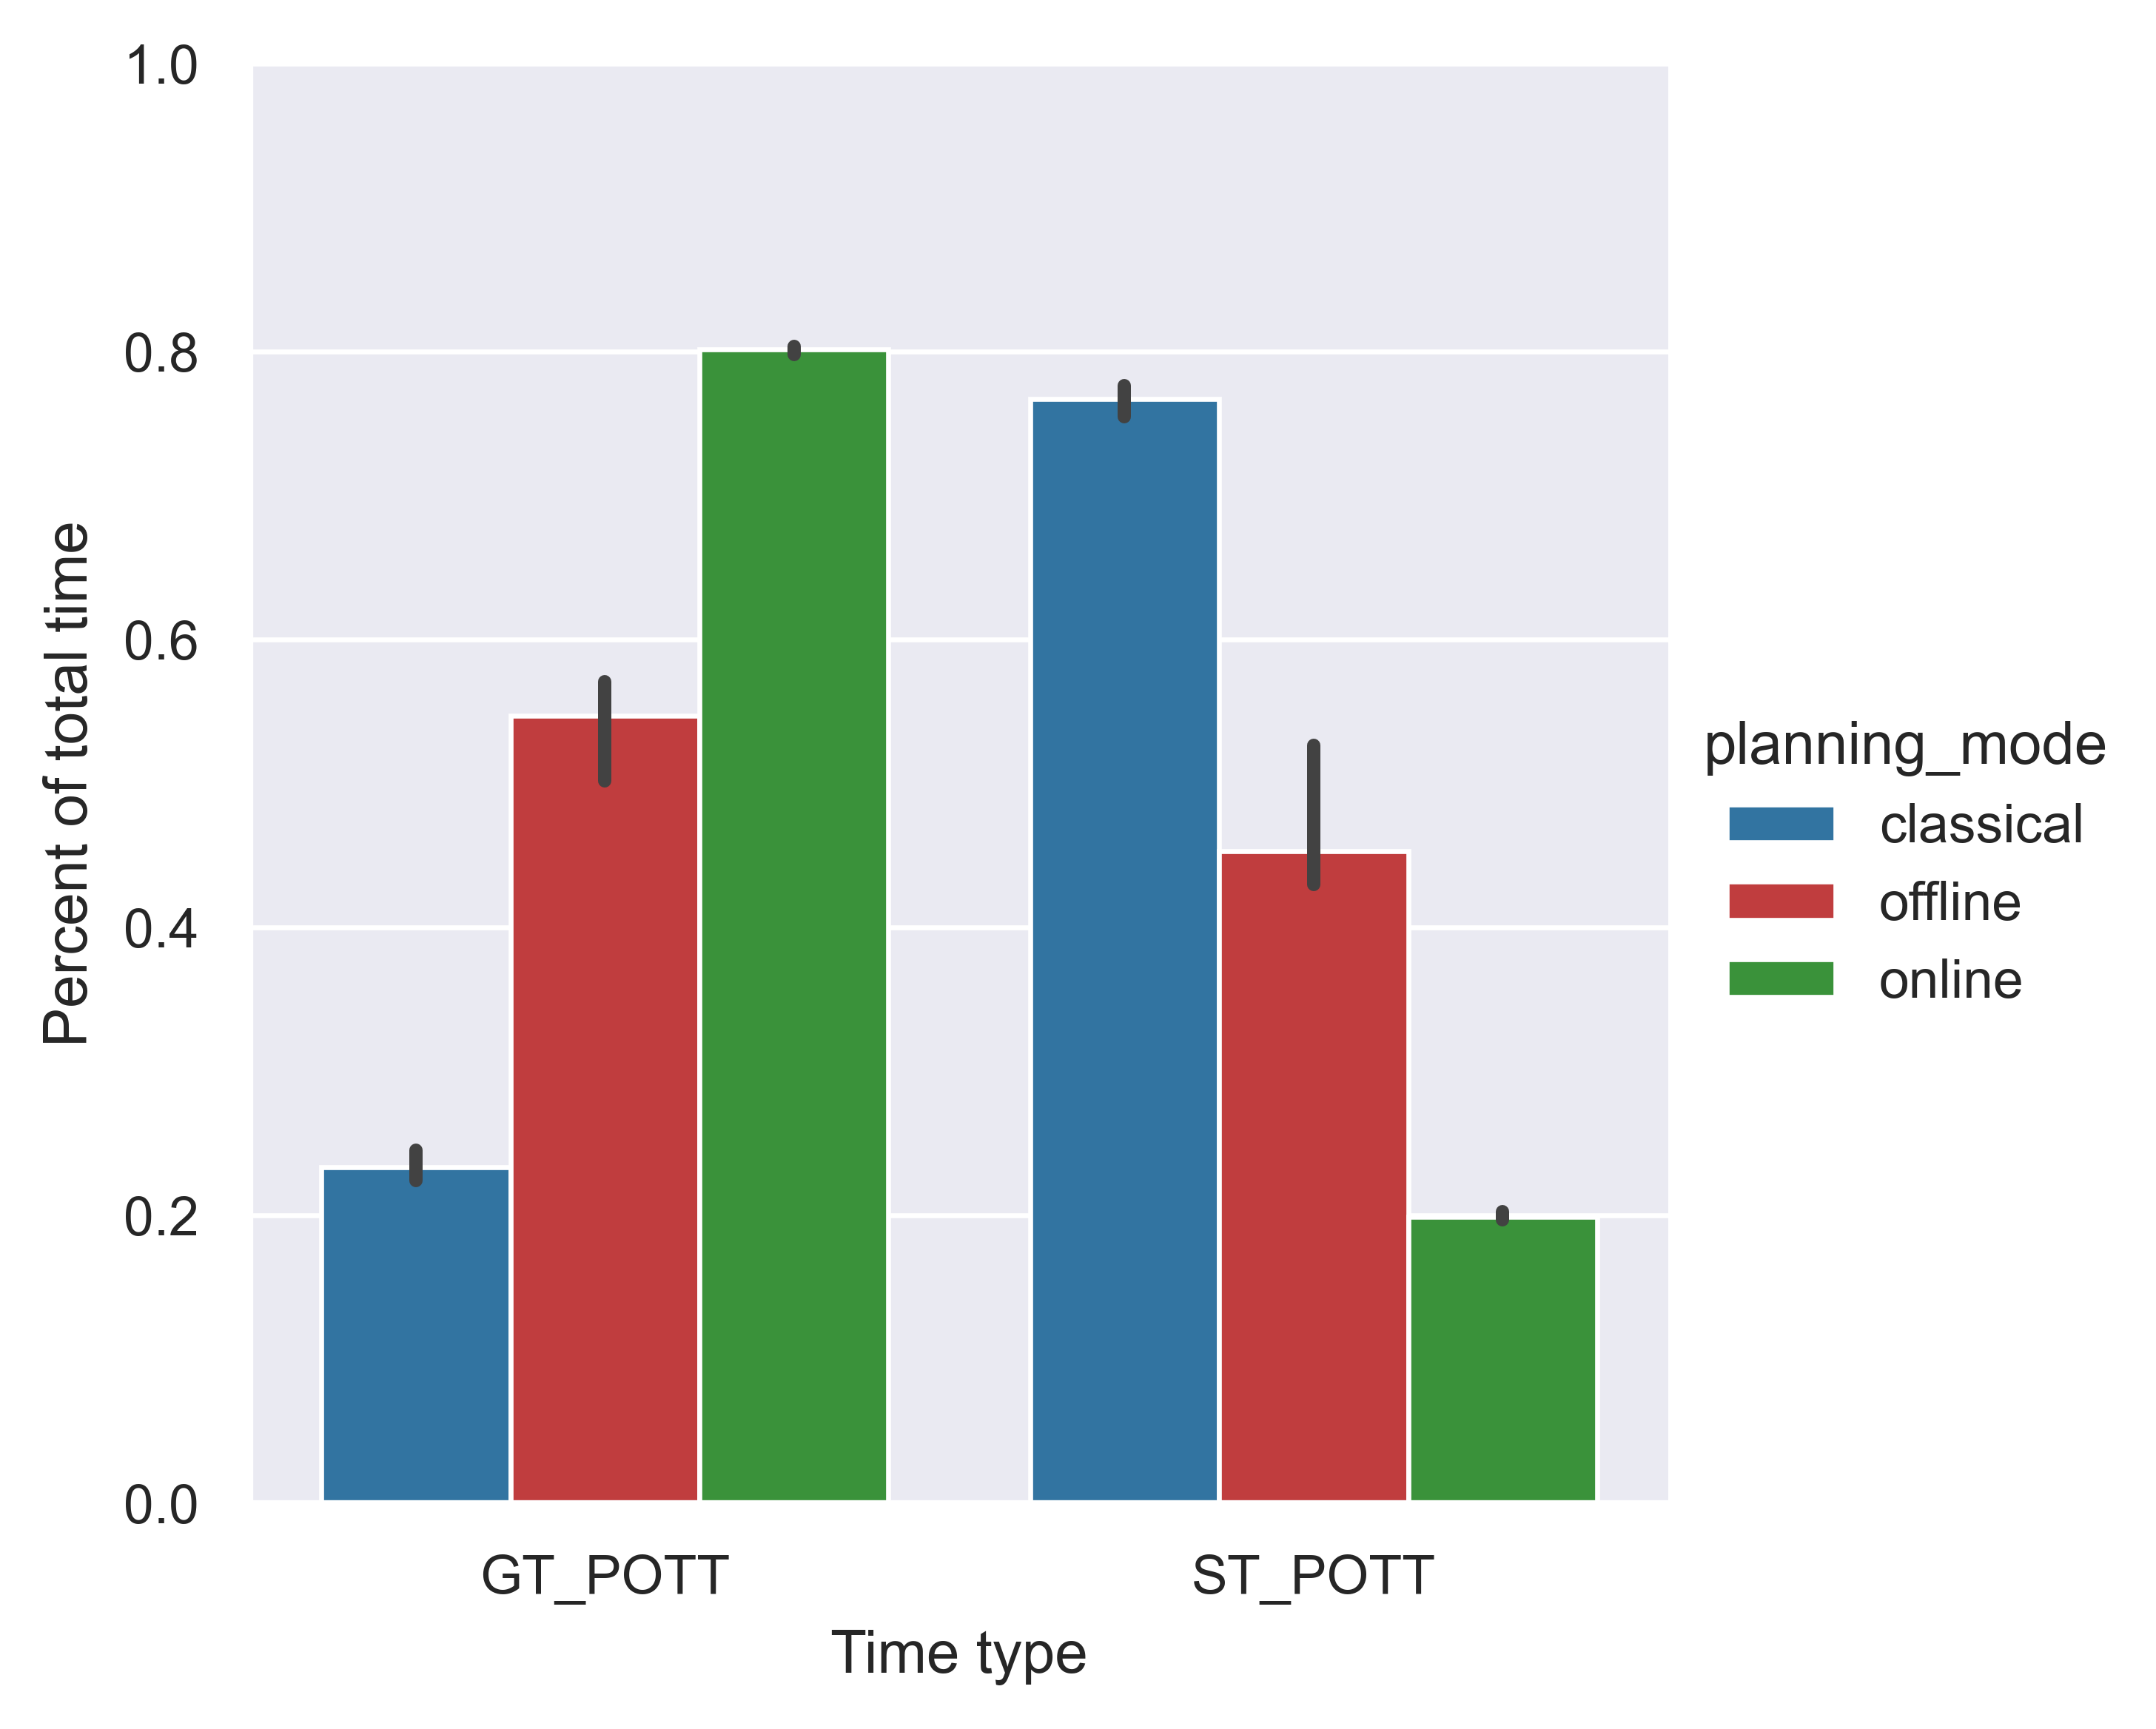 1.0
0.8
0.6
0.4
0.2
0.0
Percent of total time
GT_POTT
ST_POTT
Time type
planning_mode
classical
offline
online